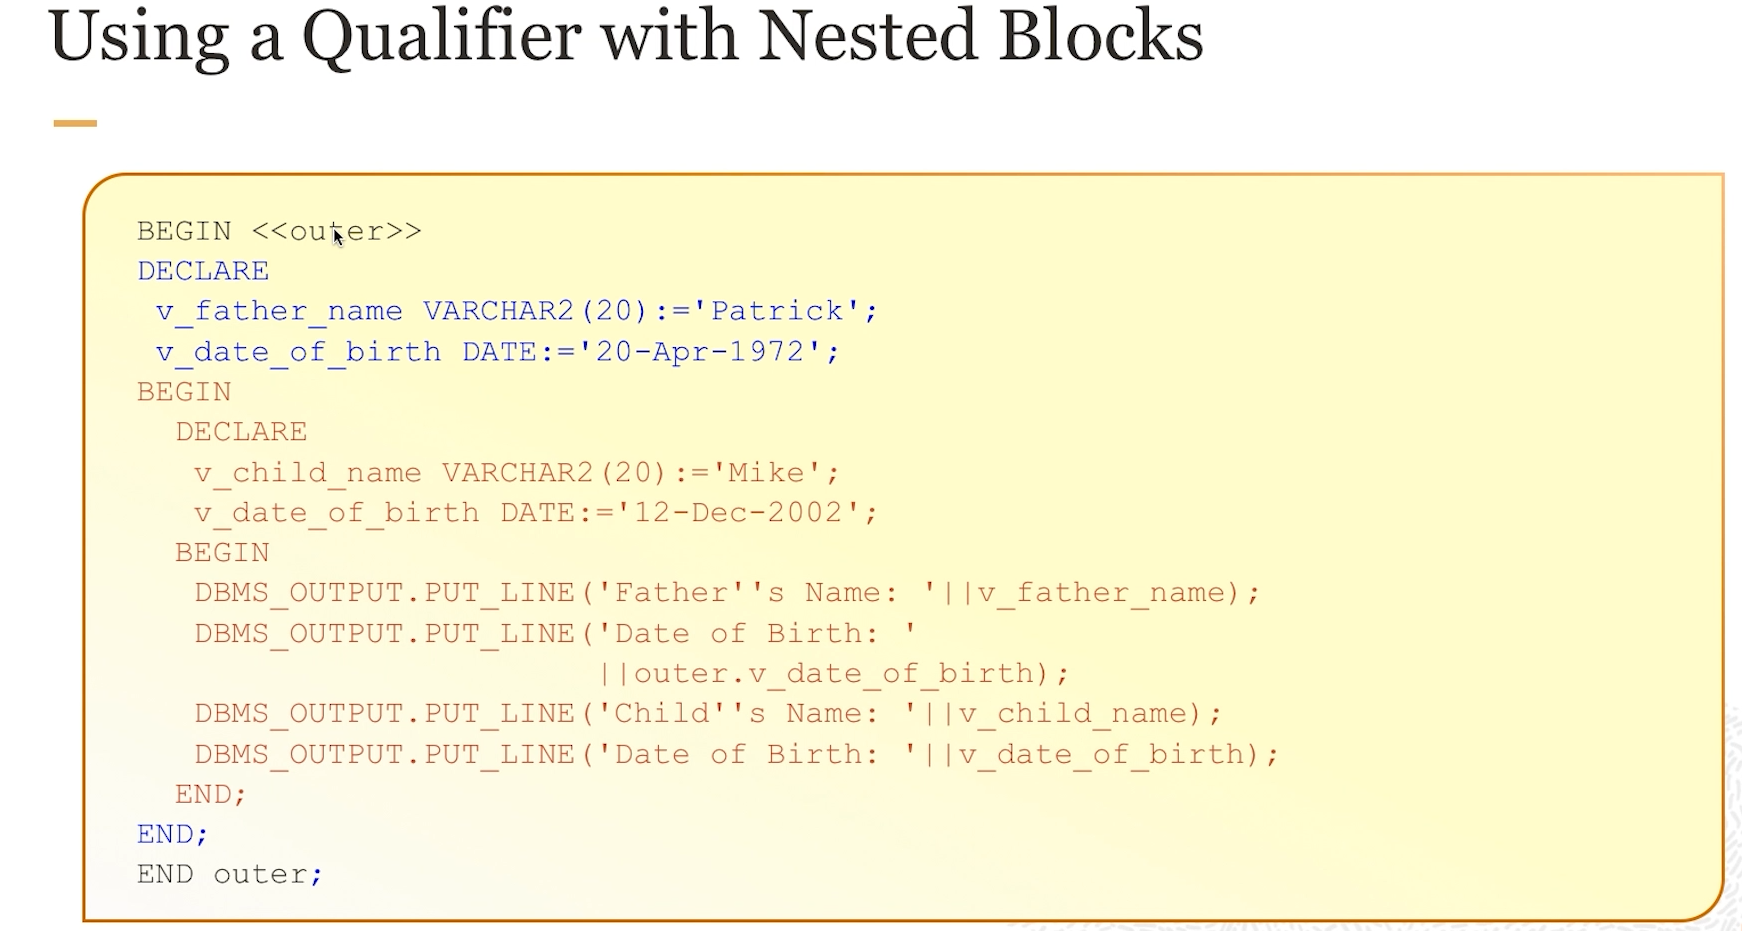 Using a Qualifier with Nested Blocks
BEGIN <<outer>>
DECLARE
v_father_name VARCHAR2(20):='Patrick';
v_date_of_birth DATE:='20-Apr-1972';
BEGIN
DECLARE
v_child_name VARCHAR2(20):='Mike';
v_date_of_birth DATE:='12-Dec-2002';
BEGIN
DBMS_OUTPUT.PUT_LINE('Father''s Name: '||v_father_name);
DBMS_OUTPUT.PUT_LINE('Date of Birth: '
||outer.v_date_of_birth);
DBMS_OUTPUT.PUT_LINE('Child''s Name: '||v_child_name);
DBMS_OUTPUT.PUT_LINE('Date of Birth: '||v_date_of_birth);
END;
END;
END outer;